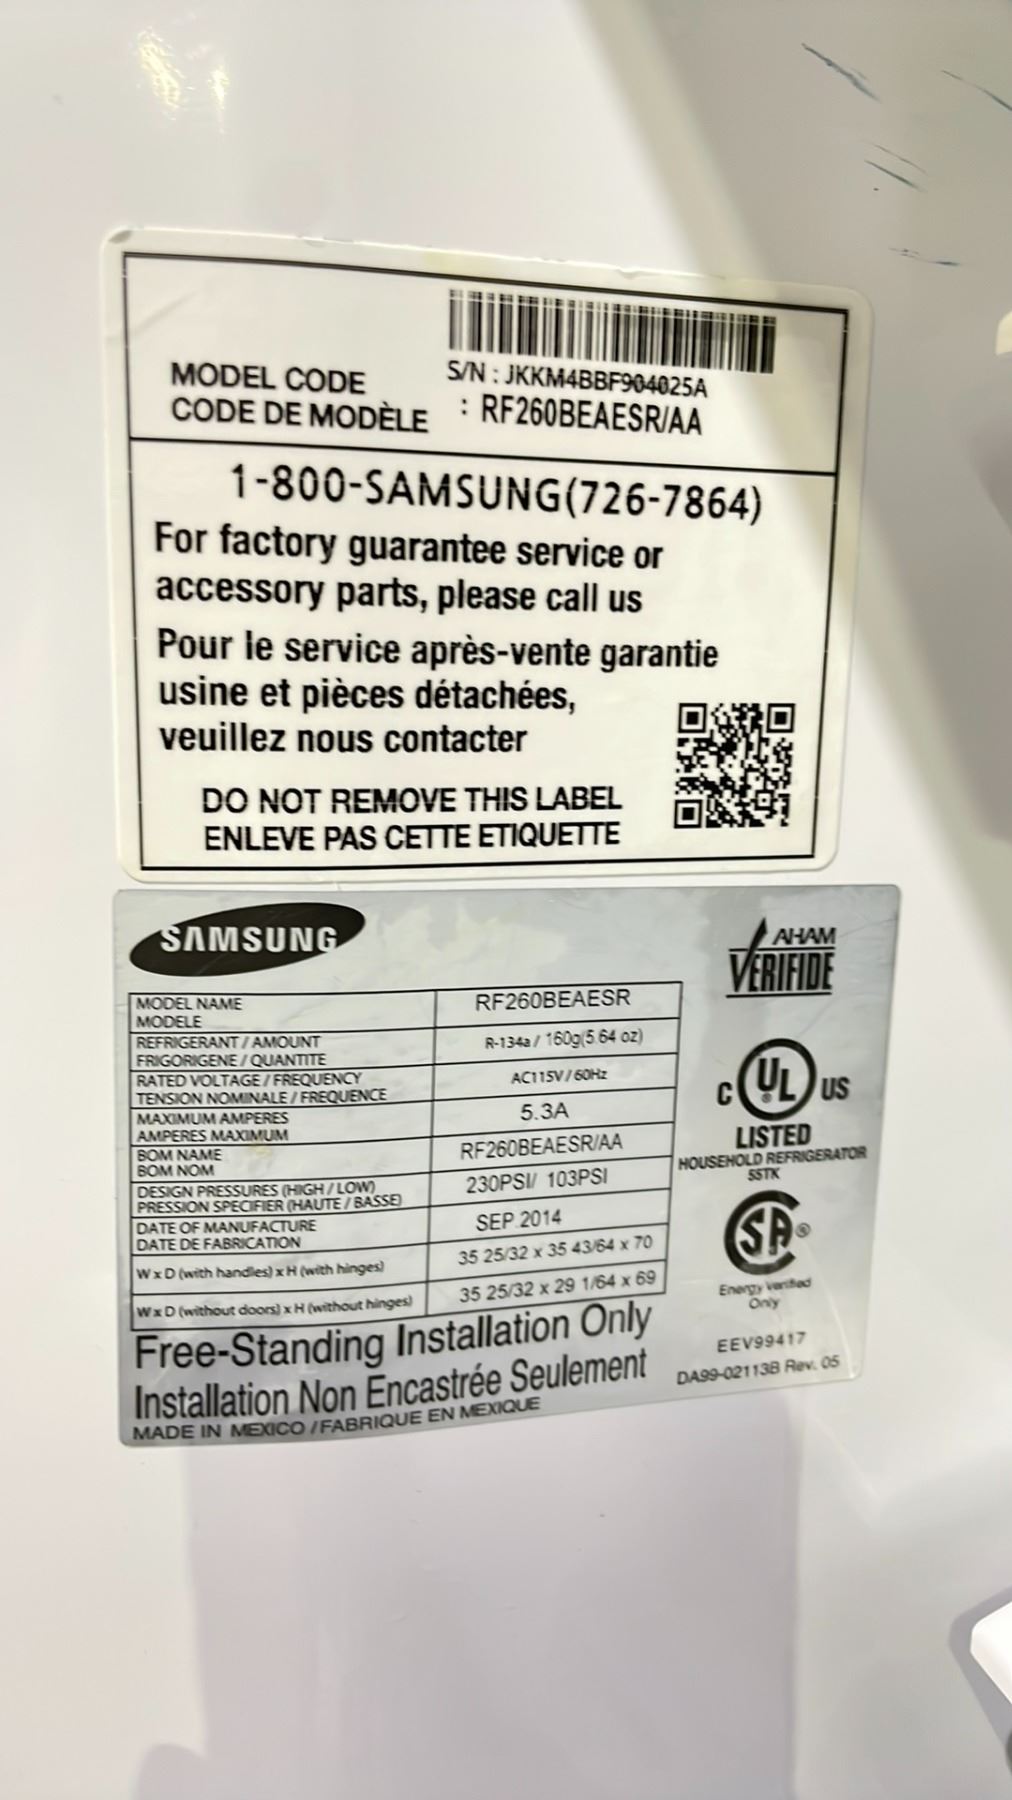 S/N : JKKM4BBF904025A
MODEL CODE
CODE DE MODÈLE : RF260BEAESR/AA
1-800-SAMSUNG(726-7864)
For factory guarantee service or
accessory parts, please call us
Pour le service après-vente garantie
usine et pièces détachées,
veuillez nous contacter
DO NOT REMOVE THIS LABEL
ENLEVE PAS CETTE ETIQUETTE
SAMSUNG
MODEL NAME
MODELE
RF260BEAESR
REFRIGERANT / AMOUNT
FRIGORIGENE / QUANTITE
R-134a / 160g(5.64 oz)
RATED VOLTAGE / FREQUENCY
TENSION NOMINALE / FREQUENCE
AC115V / 60Hz
MAXIMUM AMPERES
AMPERES MAXIMUM
5.3A
BOM NAME
BOM NOM
RF260BEAESR/AA
DESIGN PRESSURES (HIGH / LOW)
PRESSION SPECIFIER (HAUTE / BASSE)
230PSI/ 103PSI
DATE OF MANUFACTURE
DATE DE FABRICATION
SEP.2014
W x D (with handles) x H (with hinges)
35 25/32 x 35 43/64 x 70
W x D (without doors) x H (without hinges)
35 25/32 x 29 1/64 x 69
Free-Standing Installation Only
Installation Non Encastrée Seulement
MADE IN MEXICO / FABRIQUE EN MEXIQUE
AHAM
VERIFIDE
C UL ® US
LISTED
HOUSEHOLD REFRIGERATOR
55TK
SA ®
Energy Verified
Only
EEV99417
DA99-02113B Rev. 05